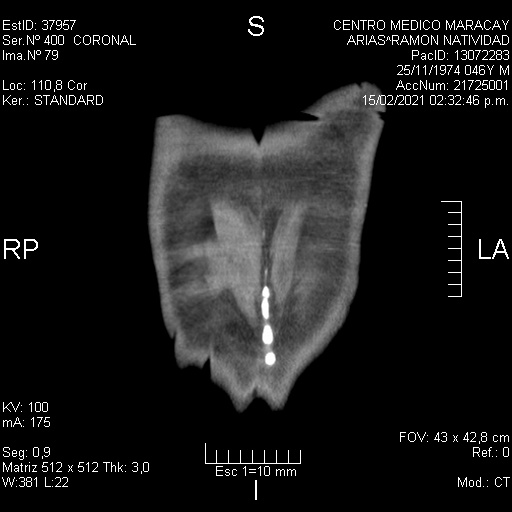 EstID: 37957
Ser.Nº 400 CORONAL
Ima.Nº 79
Loc: 110,8 Cor
Ker.: STANDARD
S
CENTRO MEDICO MARACAY
ARIAS^RAMON NATIVIDAD
PacID: 13072283
25/11/1974 046Y M
AccNum: 21725001
15/02/2021 02:32:46 p.m.
RP
LA
KV: 100
mA: 175
Seg: 0,9
Matriz 512 x 512 Thk: 3,0
W:381 L:22
Esc 1=10 mm
I
FOV: 43 x 42,8 cm
Ref.: 0
Mod.: CT